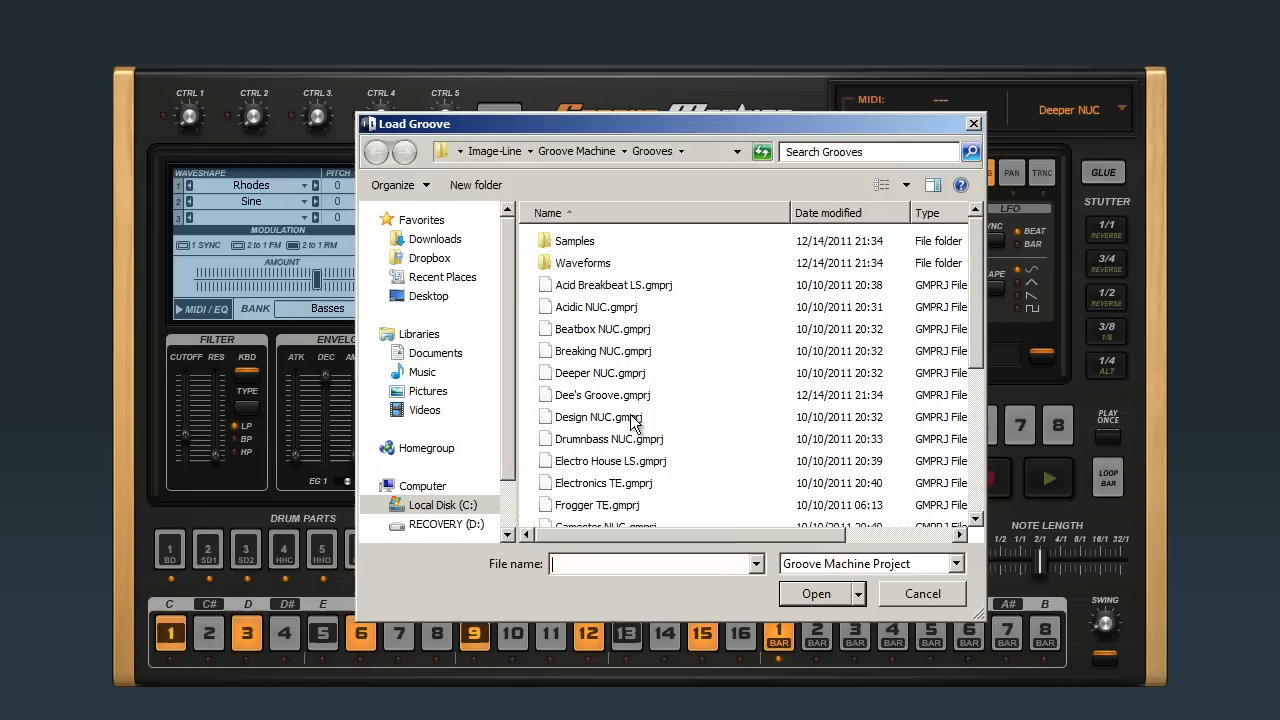 CTRL 1 CTRL 2 CTRL 3. CTRL 4 CTRL 5
MIDI: --- Deeper NUC
Load Groove
Image-Line Groove Machine Grooves
Search Grooves
Organize New folder
Name Date modified Type
Favorites
Downloads
Dropbox
Recent Places
Desktop
Libraries
Documents
Music
Pictures
Videos
Homegroup
Computer
Local Disk (C:)
RECOVERY (D:)
Samples 12/14/2011 21:34 File folder
Waveforms 12/14/2011 21:34 File folder
Acid Breakbeat LS.gmprj 10/10/2011 20:38 GMPRJ File
Acidic NUC.gmprj 10/10/2011 20:31 GMPRJ File
Beatbox NUC.gmprj 10/10/2011 20:32 GMPRJ File
Breaking NUC.gmprj 10/10/2011 20:32 GMPRJ File
Deeper NUC.gmprj 10/10/2011 20:32 GMPRJ File
Dee's Groove.gmprj 12/14/2011 21:34 GMPRJ File
Design NUC.gmprj 10/10/2011 20:32 GMPRJ File
Drumnbass NUC.gmprj 10/10/2011 20:33 GMPRJ File
Electro House LS.gmprj 10/10/2011 20:39 GMPRJ File
Electronics TE.gmprj 10/10/2011 20:40 GMPRJ File
Frogger TE.gmprj 10/10/2011 06:13 GMPRJ File
File name: Groove Machine Project
Open Cancel
WAVESHAPE PITCH
1 Rhodes 0
2 Sine 0
3 0
MODULATION
1 SYNC 2 to 1 FM 2 to 1 RM
AMOUNT
MIDI / EQ BANK Basses
FILTER
CUTOFF RES KBD
TYPE
LP
BP
HP
ATK DEC
EG 1
PAN TRNC GLUE
LFO
BEAT
BAR
STUTTER
1/1
REVERSE
3/4
REVERSE
1/2
REVERSE
3/8
1/8
1/4
ALT
7 8
PLAY
ONCE
LOOP
BAR
NOTE LENGTH
1/2 1/1 2/1 4/1 8/1 16/1 32/1
SWING
DRUM PARTS
1 2 3 4 5
BD SD1 SD2 HHC HHO
C C# D D# E A# B
1 2 3 4 5 6 7 8 9 10 11 12 13 14 15 16
1 2 3 4 5 6 7 8
BAR BAR BAR BAR BAR BAR BAR BAR